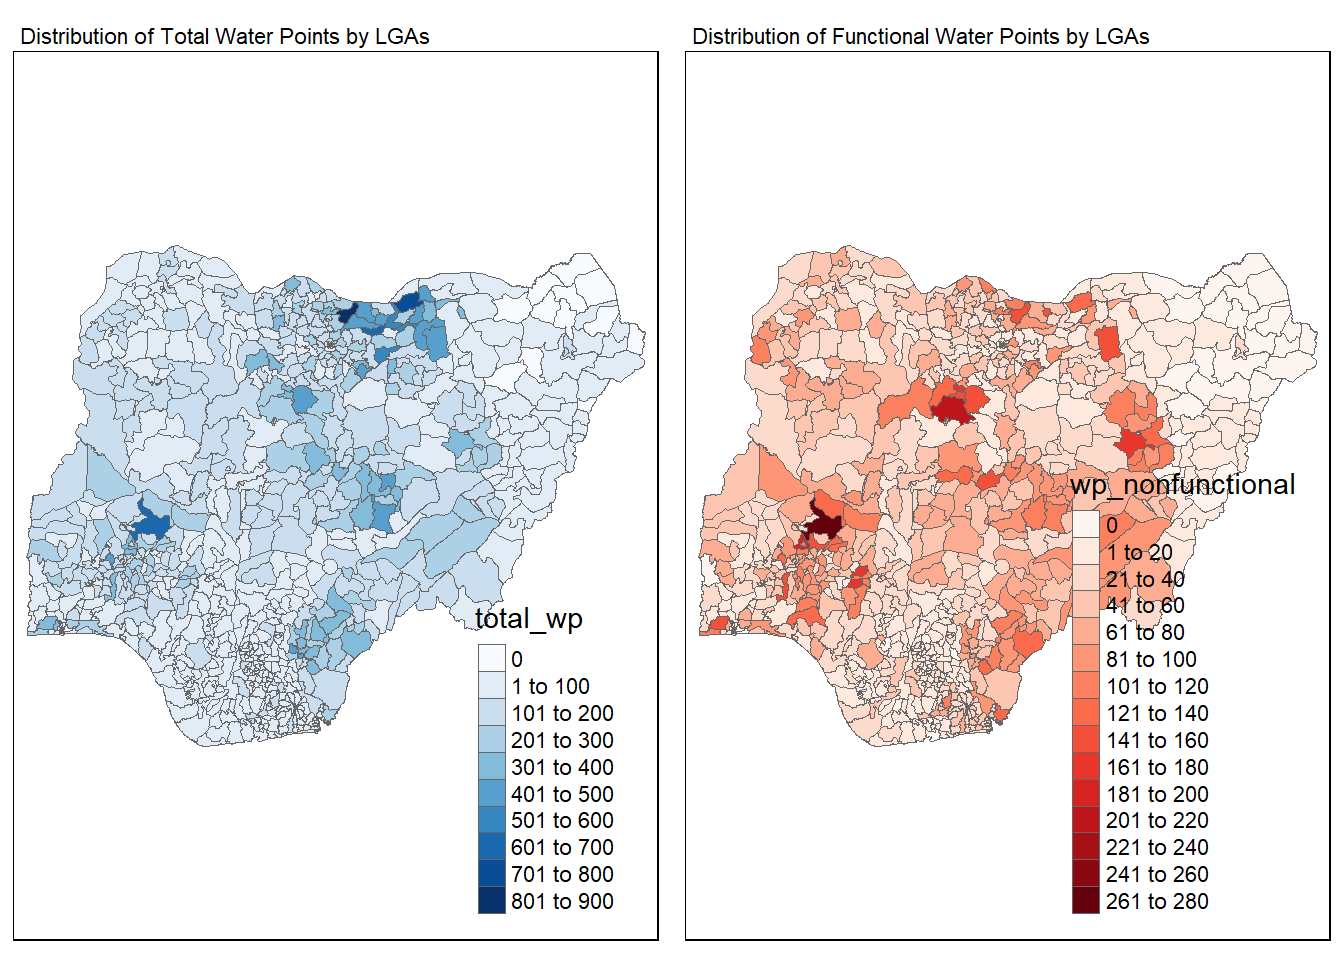 Distribution of Total Water Points by LGAs
total_wp
0
1 to 100
101 to 200
201 to 300
301 to 400
401 to 500
501 to 600
601 to 700
701 to 800
801 to 900
Distribution of Functional Water Points by LGAs
wp_nonfunctional
0
1 to 20
21 to 40
41 to 60
61 to 80
81 to 100
101 to 120
121 to 140
141 to 160
161 to 180
181 to 200
201 to 220
221 to 240
241 to 260
261 to 280